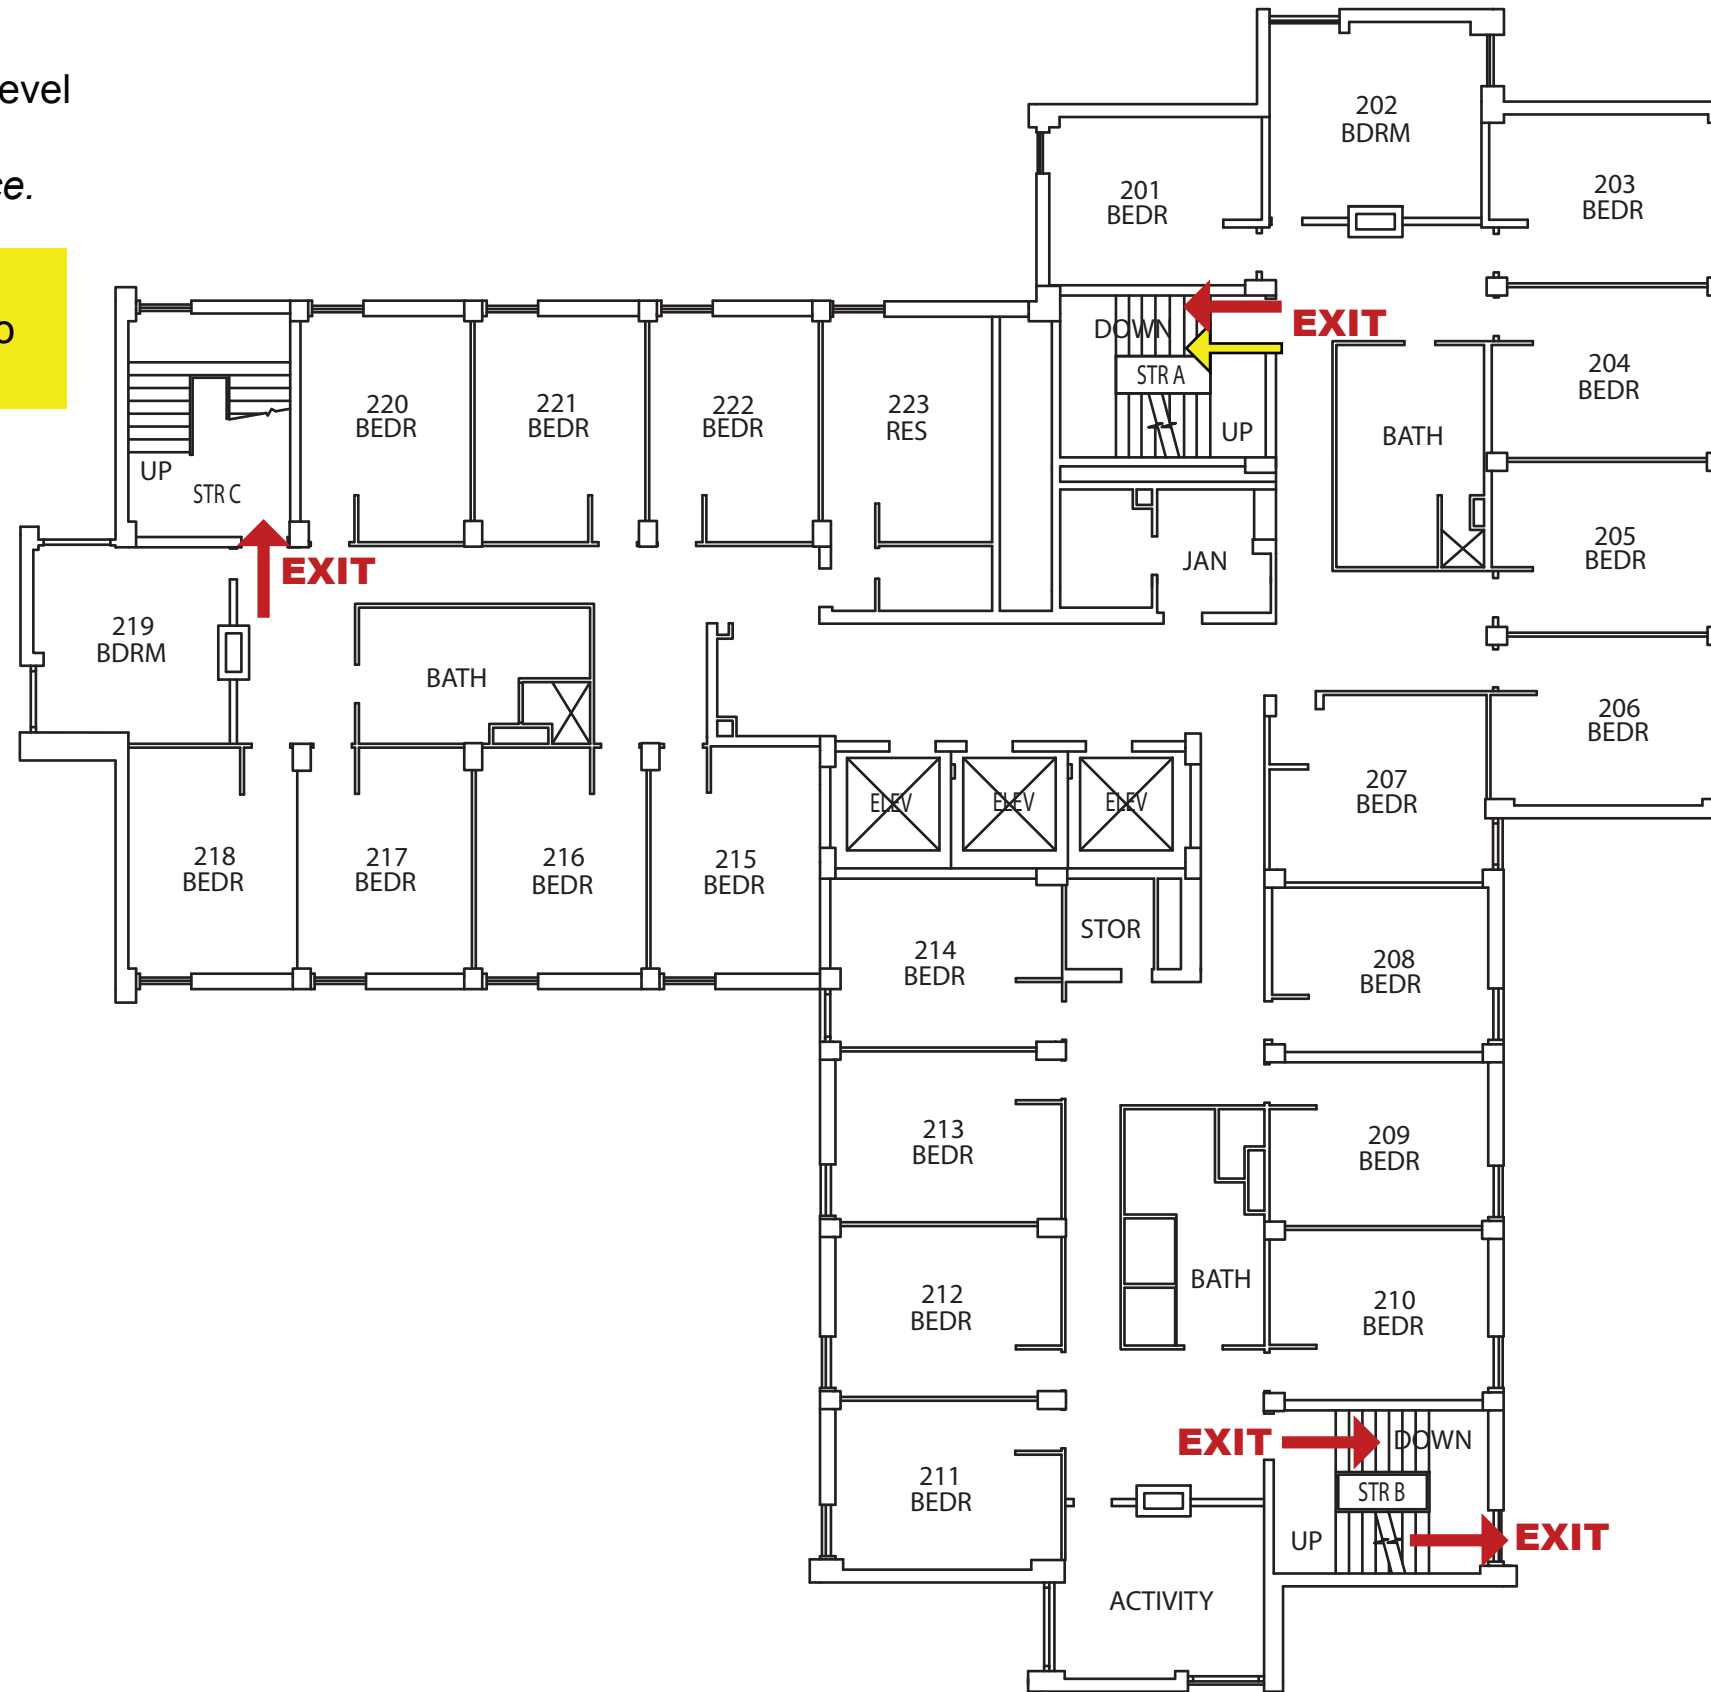 evel
ce.
o
202
BDRM
201
BEDR
203
BEDR
EXIT
DOWN
STR A
UP
204
BEDR
BATH
220
BEDR
221
BEDR
222
BEDR
223
RES
UP
STR C
EXIT
205
BEDR
JAN
219
BDRM
BATH
206
BEDR
207
BEDR
ELEV
ELEV
ELEV
218
BEDR
217
BEDR
216
BEDR
215
BEDR
214
BEDR
STOR
208
BEDR
213
BEDR
209
BEDR
212
BEDR
BATH
210
BEDR
EXIT
DOWN
211
BEDR
STR B
UP
EXIT
ACTIVITY